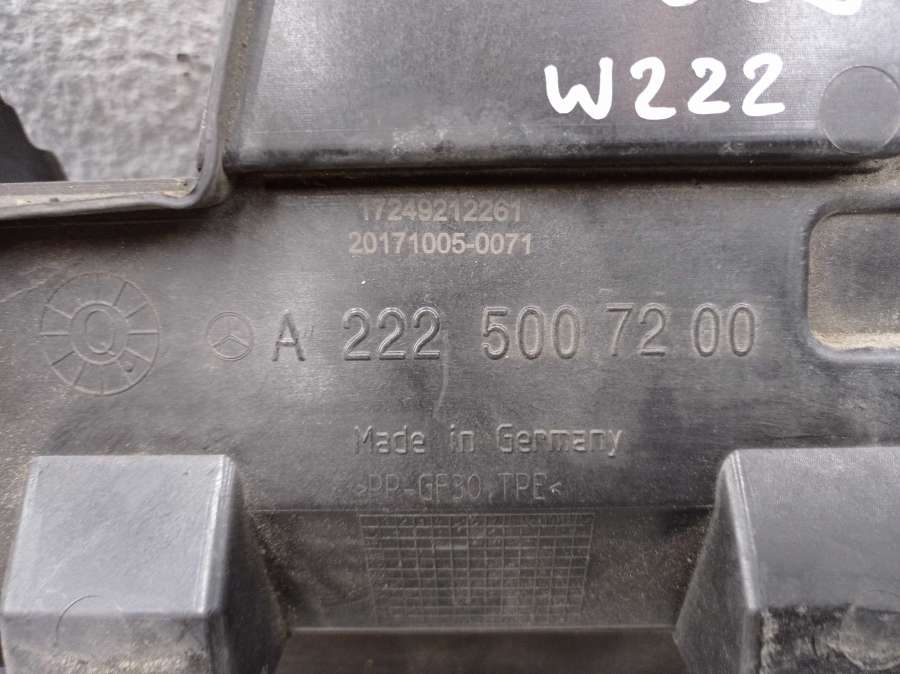 W222
17249212261
20171005-0071
Q
A 222 500 72 00
Made in Germany
>PP-GF30,TPE<